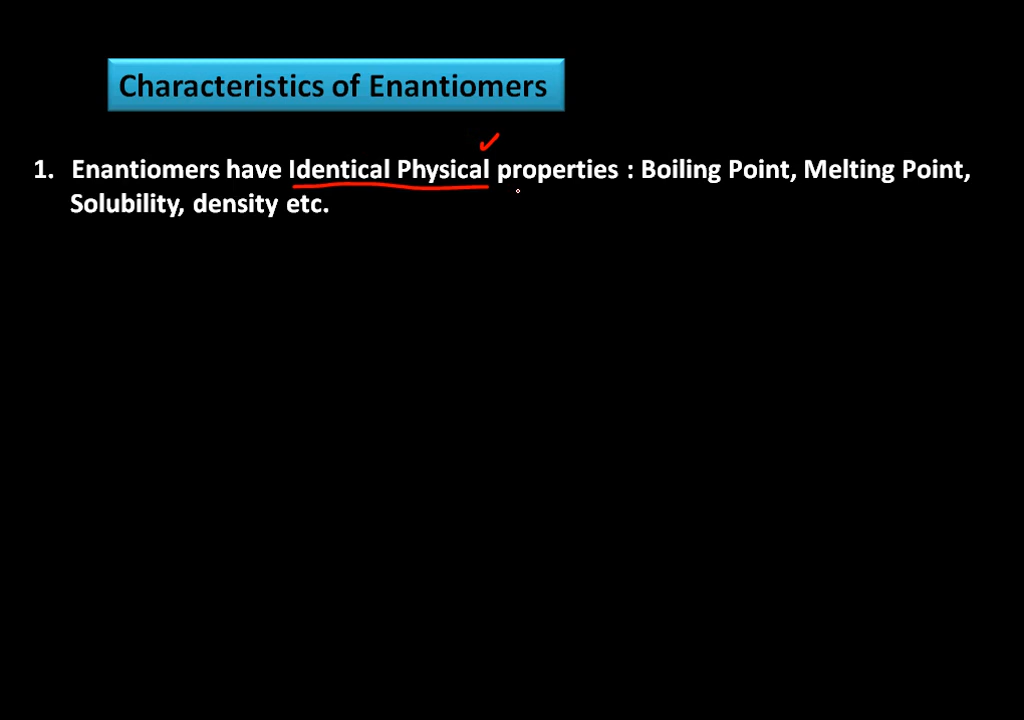 Characteristics of Enantiomers
1. Enantiomers have Identical Physical properties : Boiling Point, Melting Point,
Solubility, density etc.